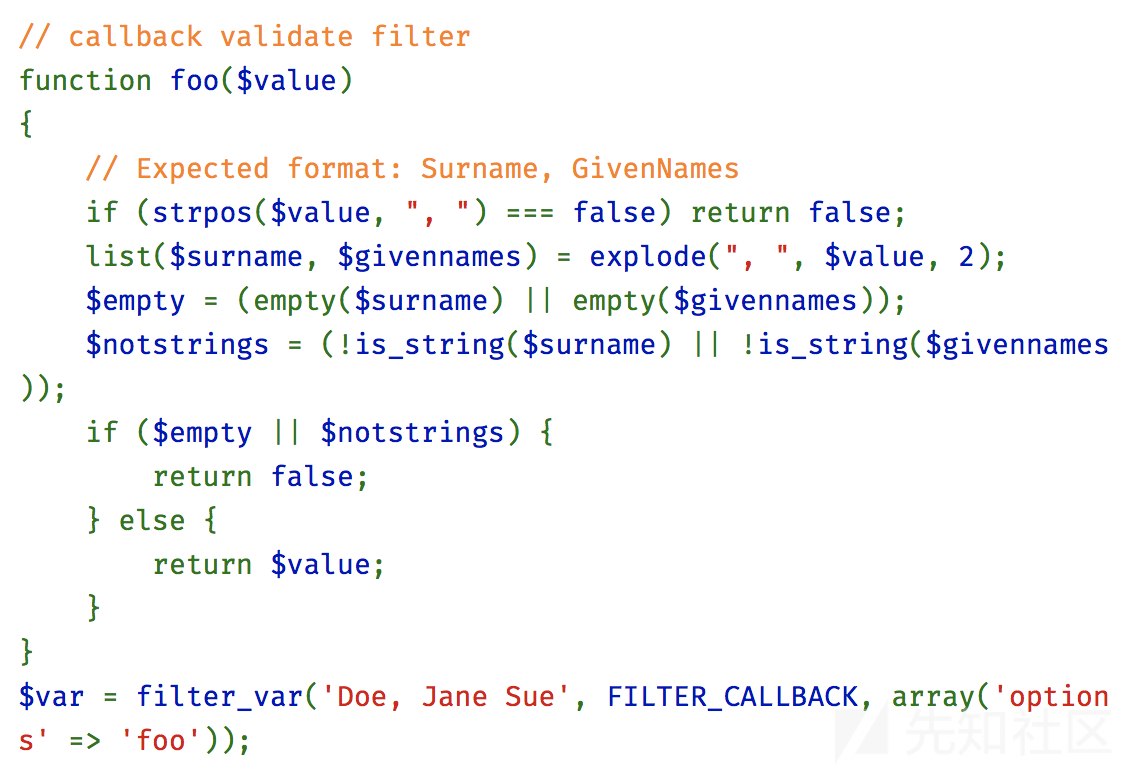 // callback validate filter
function foo($value)
{
    // Expected format: Surname, GivenNames
    if (strpos($value, ", ") === false) return false;
    list($surname, $givennames) = explode(", ", $value, 2);
    $empty = (empty($surname) || empty($givennames));
    $notstrings = (!is_string($surname) || !is_string($givennames
));
    if ($empty || $notstrings) {
        return false;
    } else {
        return $value;
    }
}
$var = filter_var('Doe, Jane Sue', FILTER_CALLBACK, array('option
s' => 'foo'));
先知社区